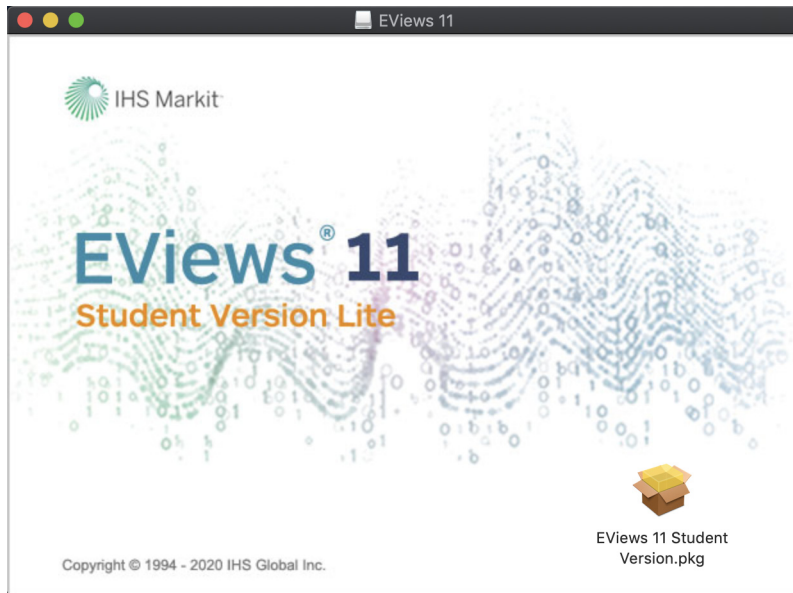 EViews 11
IHS Markit
EViews® 11
Student Version Lite
EViews 11 Student
Version.pkg
Copyright © 1994 - 2020 IHS Global Inc.